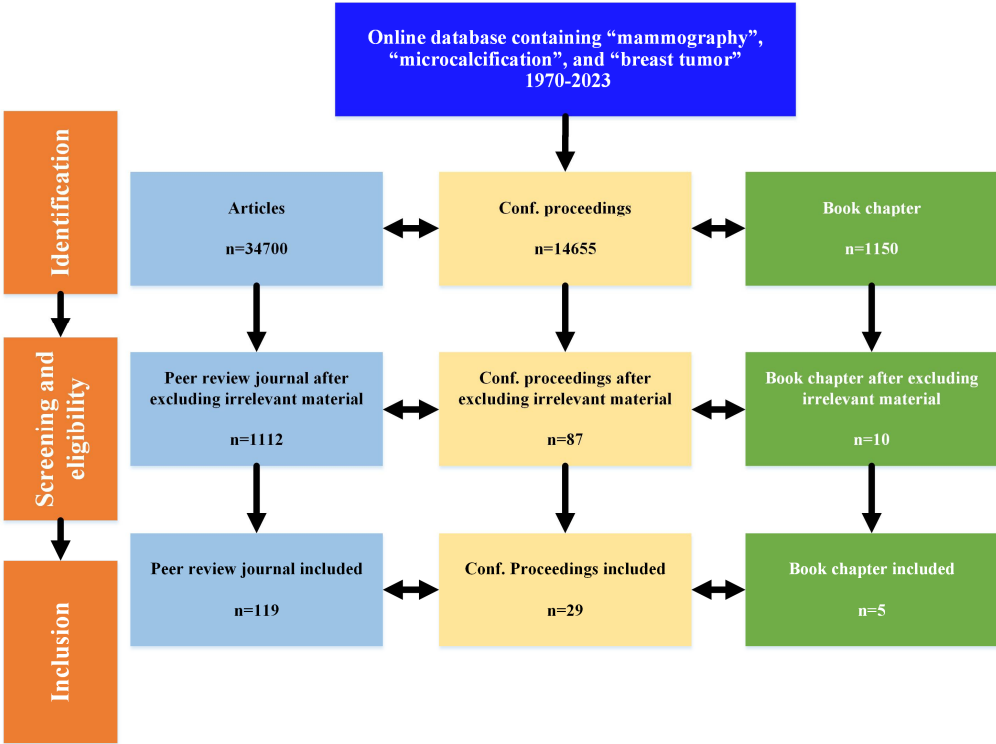 Online database containing “mammography”,
“microcalcification”, and “breast tumor”
1970-2023
Identification
Articles
n=34700
Conf. proceedings
n=14655
Book chapter
n=1150
Screening and
eligibility
Peer review journal after
excluding irrelevant material
n=1112
Conf. proceedings after
excluding irrelevant material
n=87
Book chapter after excluding
irrelevant material
n=10
Inclusion
Peer review journal included
n=119
Conf. Proceedings included
n=29
Book chapter included
n=5